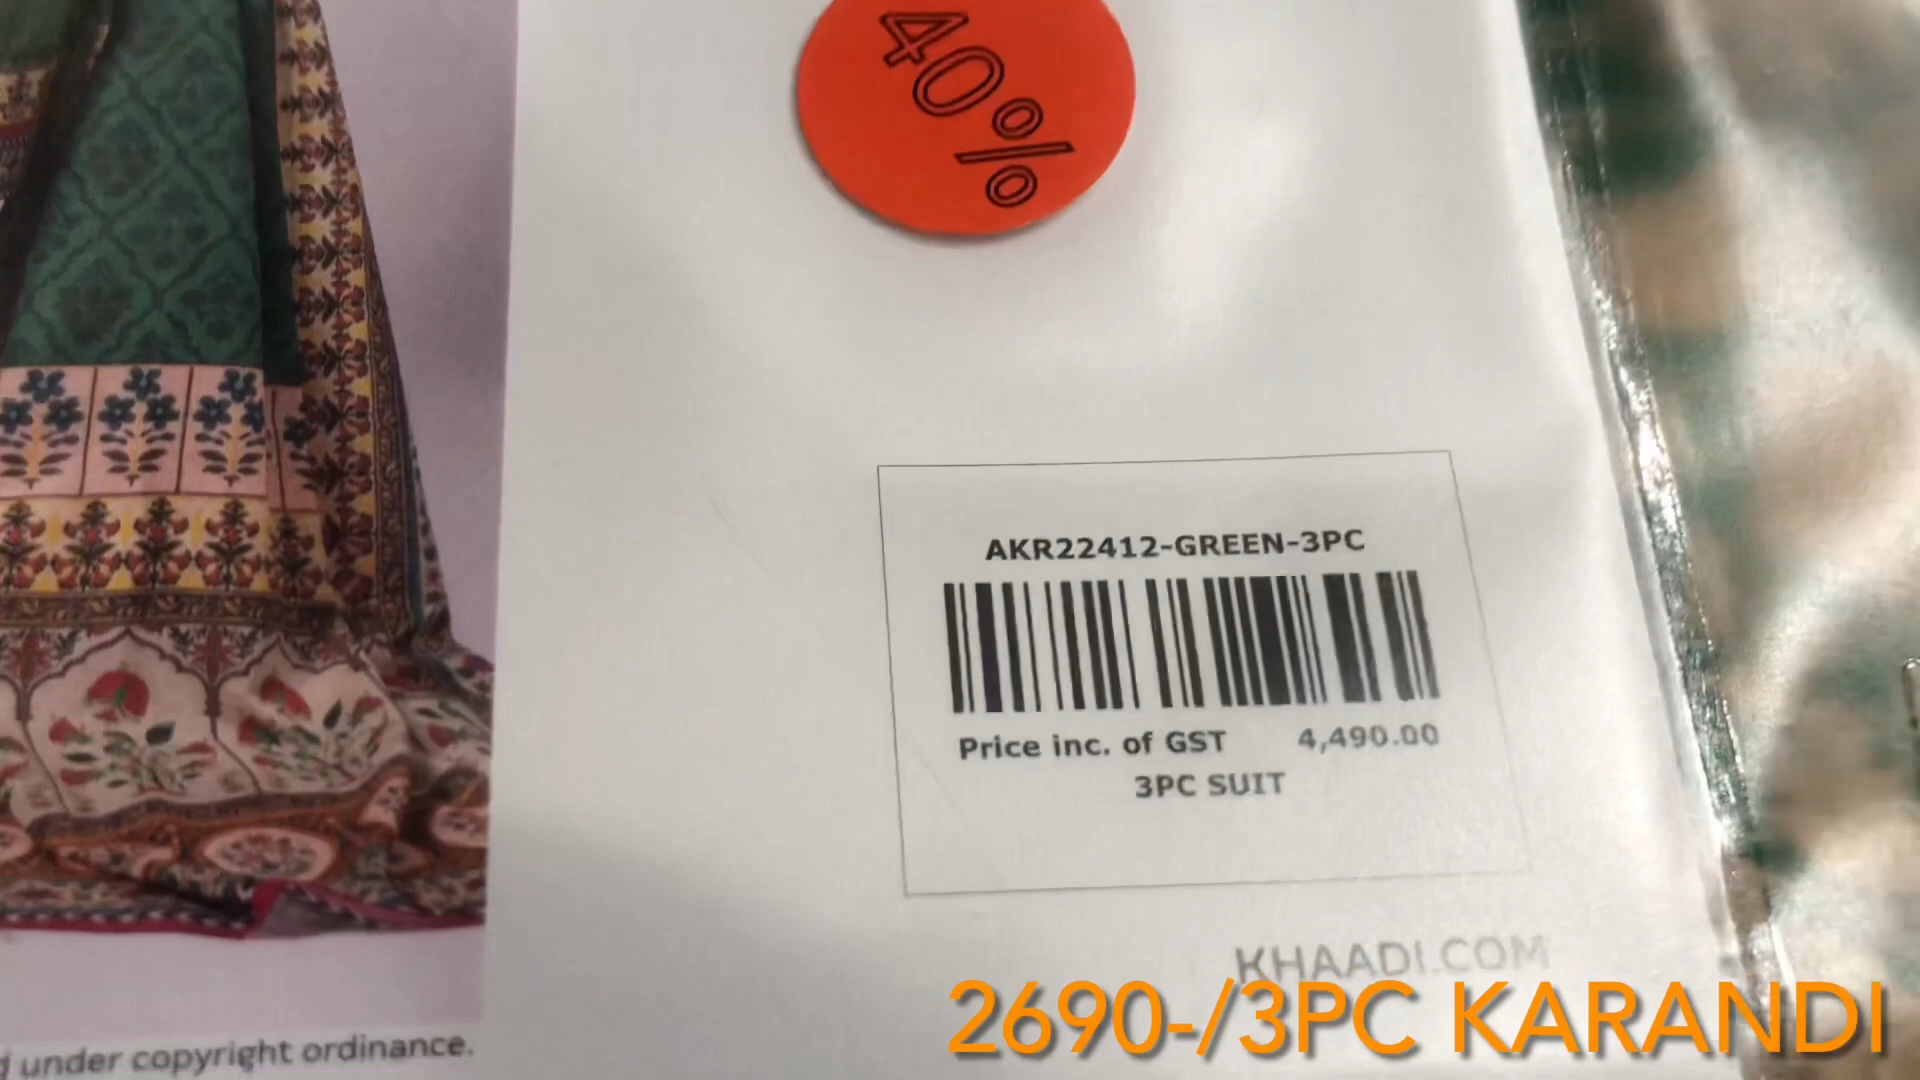 40%
AKR22412-GREEN-3PC
Price inc. of GST 4,490.00
3PC SUIT
KHAADI.COM
2690-/3PC KARANDI
under copyright ordinance.